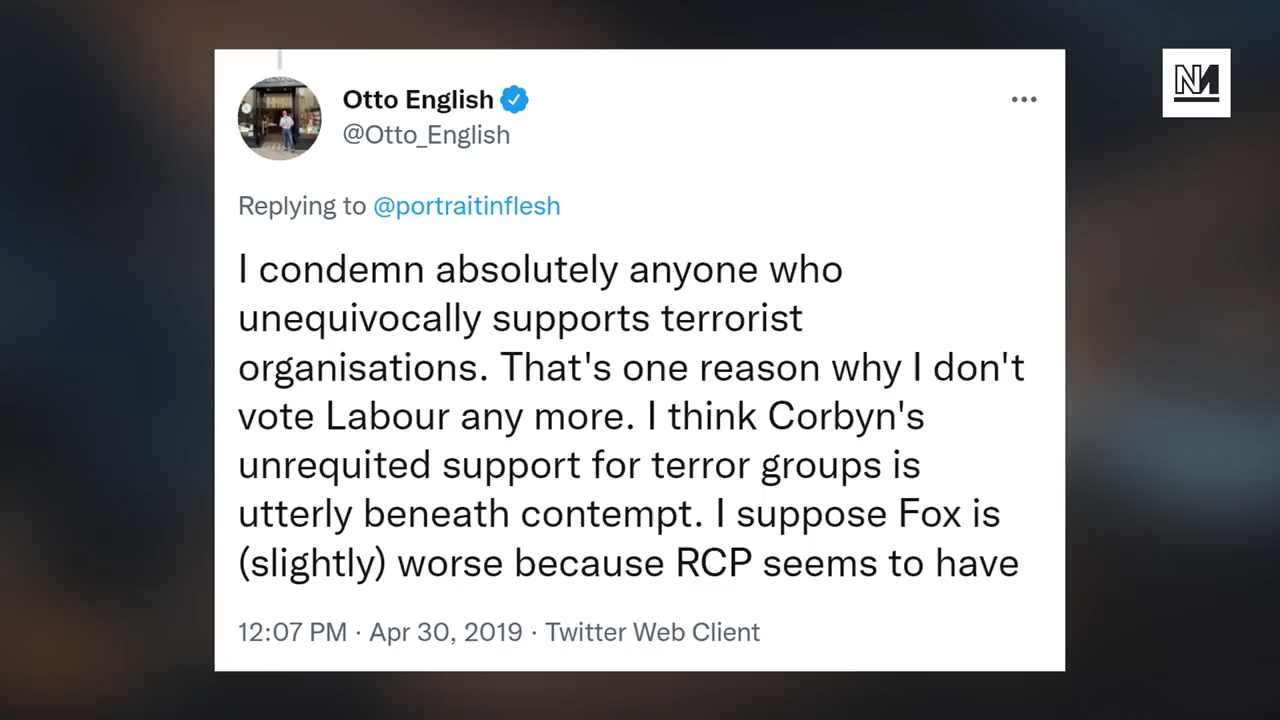 Otto English
@Otto_English
Replying to @portraitinflesh
I condemn absolutely anyone who
unequivocally supports terrorist
organisations. That's one reason why I don't
vote Labour any more. I think Corbyn's
unrequited support for terror groups is
utterly beneath contempt. I suppose Fox is
(slightly) worse because RCP seems to have
12:07 PM · Apr 30, 2019 · Twitter Web Client
NM